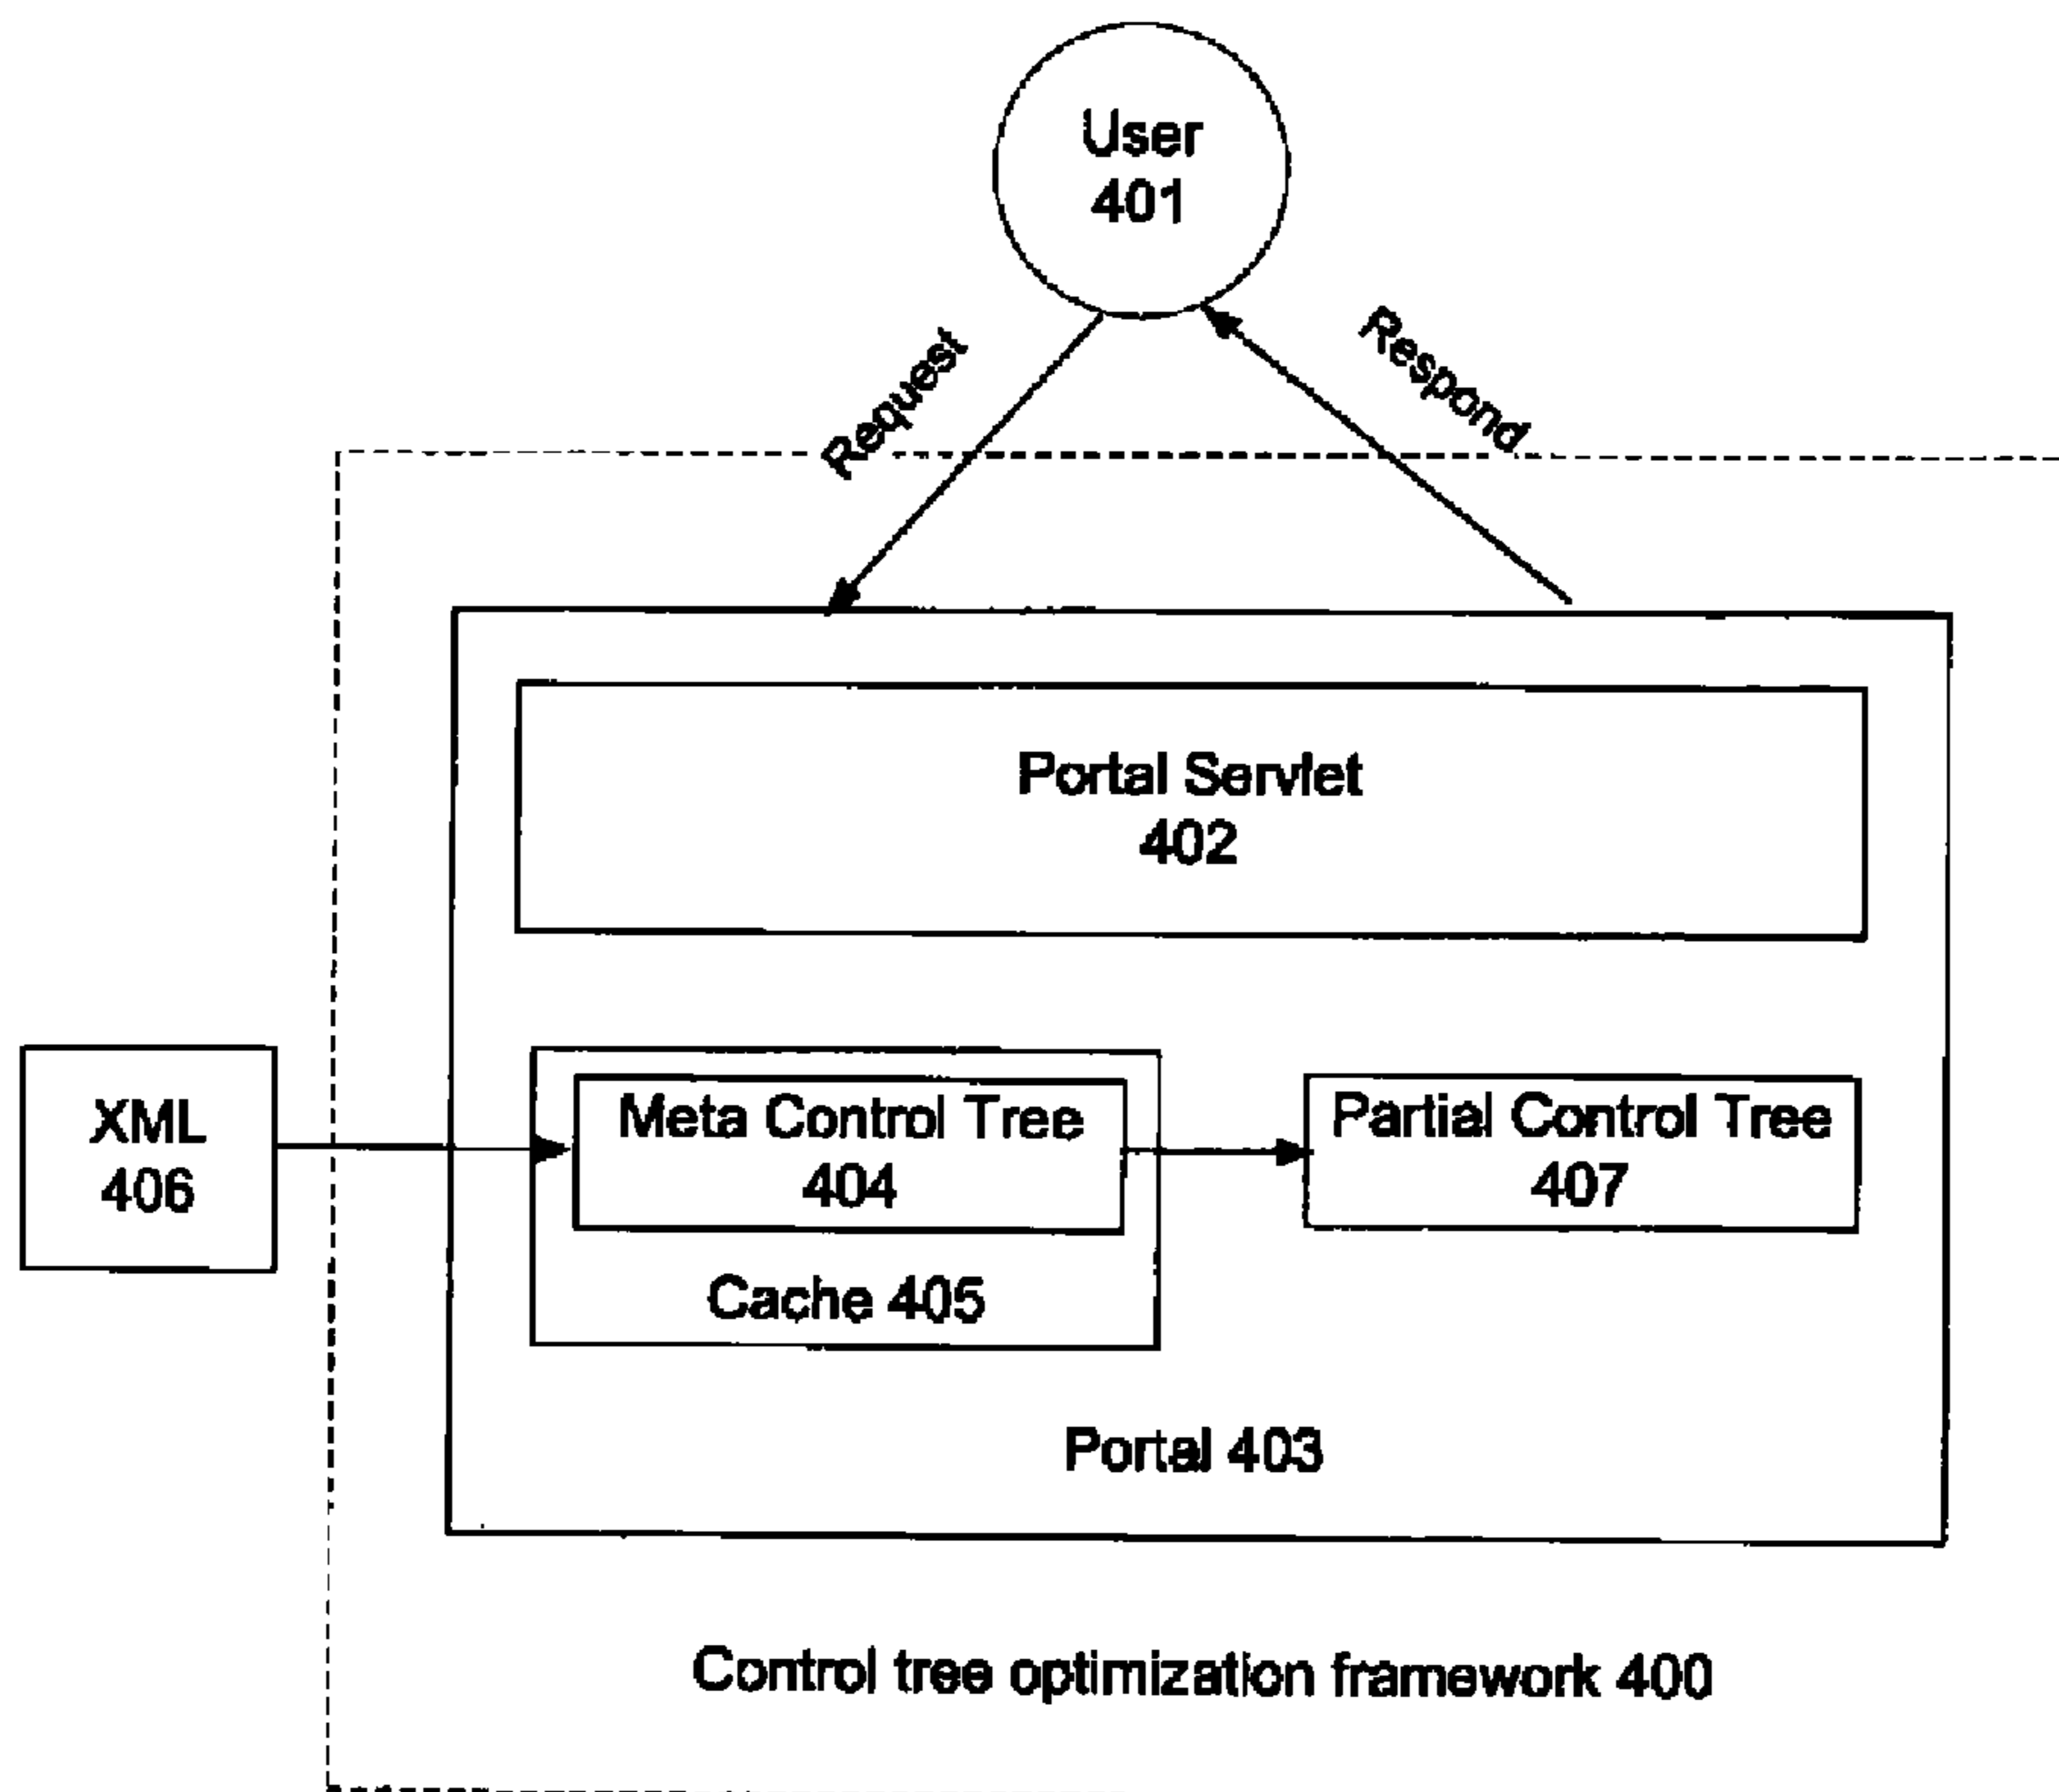 User
401
Request
Respond
Portal Servlet
402
XML
406
Meta Control Tree
404
Partial Control Tree
407
Cache 405
Portal 403
Control tree optimization framework 400